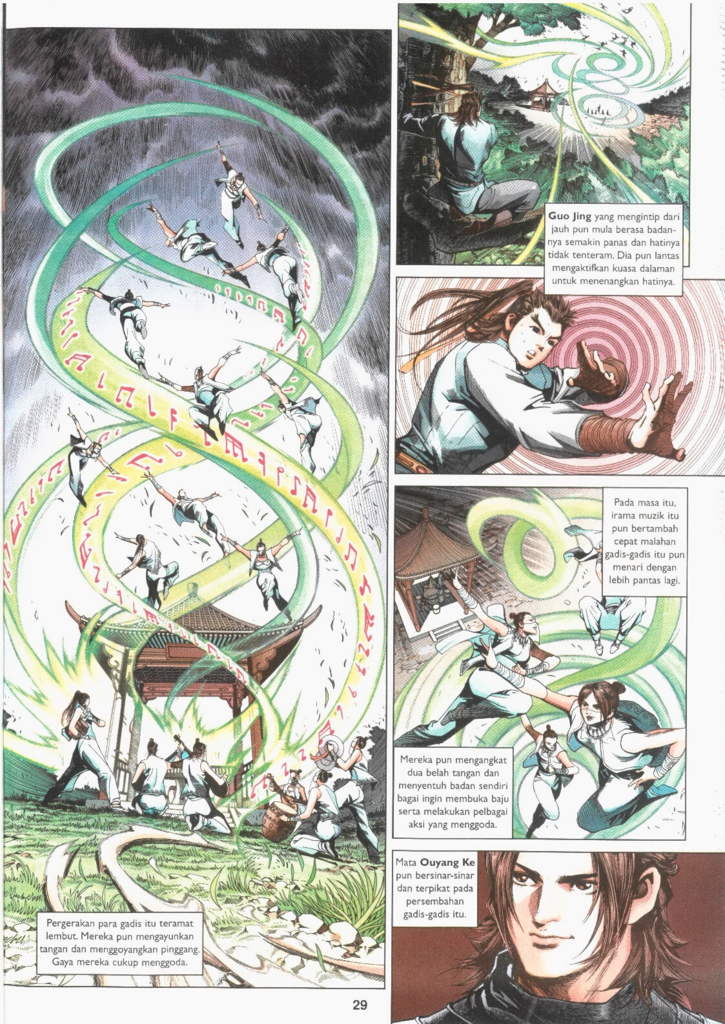 Pergerakan para gadis itu teramat
lembut. Mereka pun mengayunkan
tangan dan menggoyangkan pinggang.
Gaya mereka cukup menggoda.
Guo Jing yang mengintip dari
jauh pun mula berasa badan-
nya semakin panas dan hatinya
tidak tenteram. Dia pun lantas
mengaktifkan kuasa dalaman
untuk menenangkan hatinya.
Pada masa itu,
irama muzik itu
pun bertambah
cepat malahan
gadis-gadis itu pun
menari dengan
lebih pantas lagi.
Mereka pun mengangkat
dua belah tangan dan
menyentuh badan sendiri
bagai ingin membuka baju
serta melakukan pelbagai
aksi yang menggoda.
Mata Ouyang Ke
pun bersinar-sinar
dan terpikat pada
persembahan
gadis-gadis itu.
29